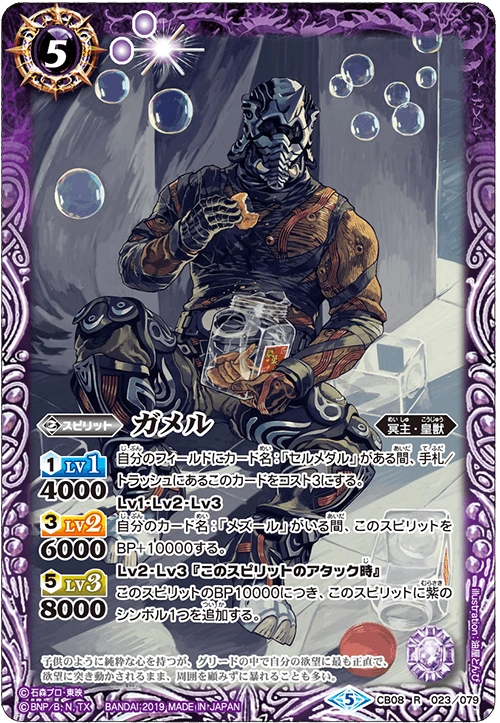 5
②スピリット ガメル
めいしゅ こうじゅう
冥主・皇獣
1 LV1 4000
3 LV2 6000
5 LV3 8000
自分のフィールドにカード名:「セルメダル」がある間、手札/
トラッシュにあるこのカードをコスト3にする。
Lv1・Lv2・Lv3
自分のカード名:「メズール」がいる間、このスピリットを
BP+10000する。
Lv2・Lv3『このスピリットのアタック時』
このスピリットのBP10000につき、このスピリットに紫の
シンボル1つを追加する。
子供のように純粋な心を持つが、グリードの中で自分の欲望に最も正直で、
欲望に突き動かされるまま、周囲を顧みずに暴れることも多い。
©石森プロ・東映
©BNP/B; N, TX BANDAI 2019 MADE IN JAPAN
5 CB08 R 023/079